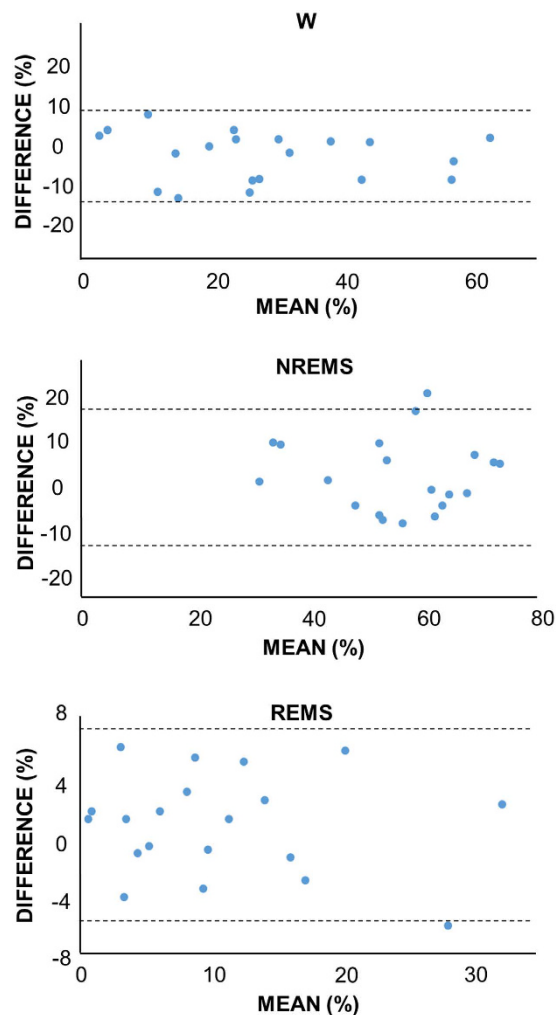 W
DIFFERENCE (%)
20
10
0
-10
-20
0 20 40 60
MEAN (%)
NREMS
DIFFERENCE (%)
20
10
0
-10
-20
0 20 40 60 80
MEAN (%)
REMS
DIFFERENCE (%)
8
4
0
-4
-8
0 10 20 30
MEAN (%)